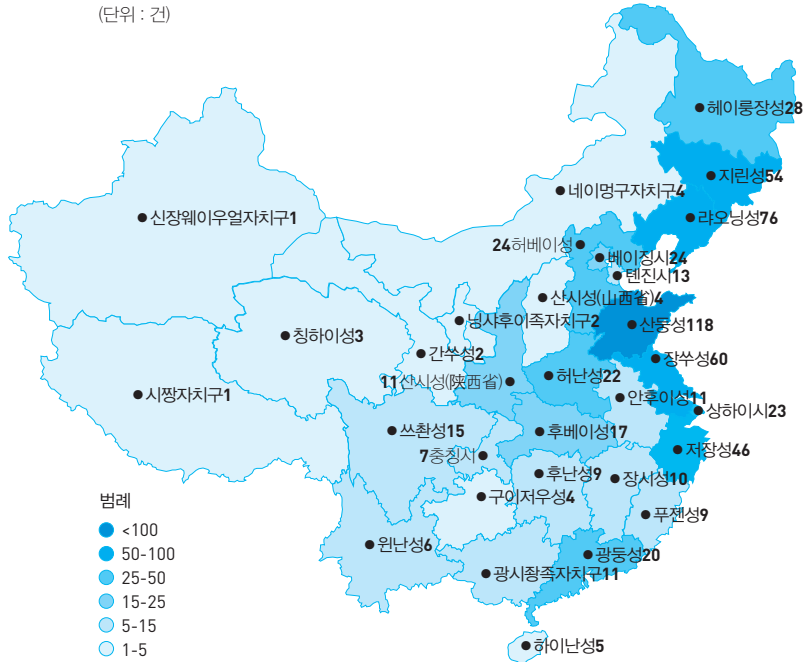 (단위 : 건)
헤이룽장성28
지린성54
네이멍구자치구4
랴오닝성76
신장웨이우얼자치구1
24허베이성
베이징시24
톈진시13
산시성(山西省)4
닝샤후이족자치구2
산둥성118
칭하이성3
간쑤성2
장쑤성60
11산시성(陕西省)
허난성22
시짱자치구1
안후이성11
상하이시23
쓰촨성15
후베이성17
저장성46
7충칭시
후난성9
장시성10
구이저우성4
푸젠성9
윈난성6
광둥성20
광시좡족자치구11
하이난성5
범례
<100
50-100
25-50
15-25
5-15
1-5